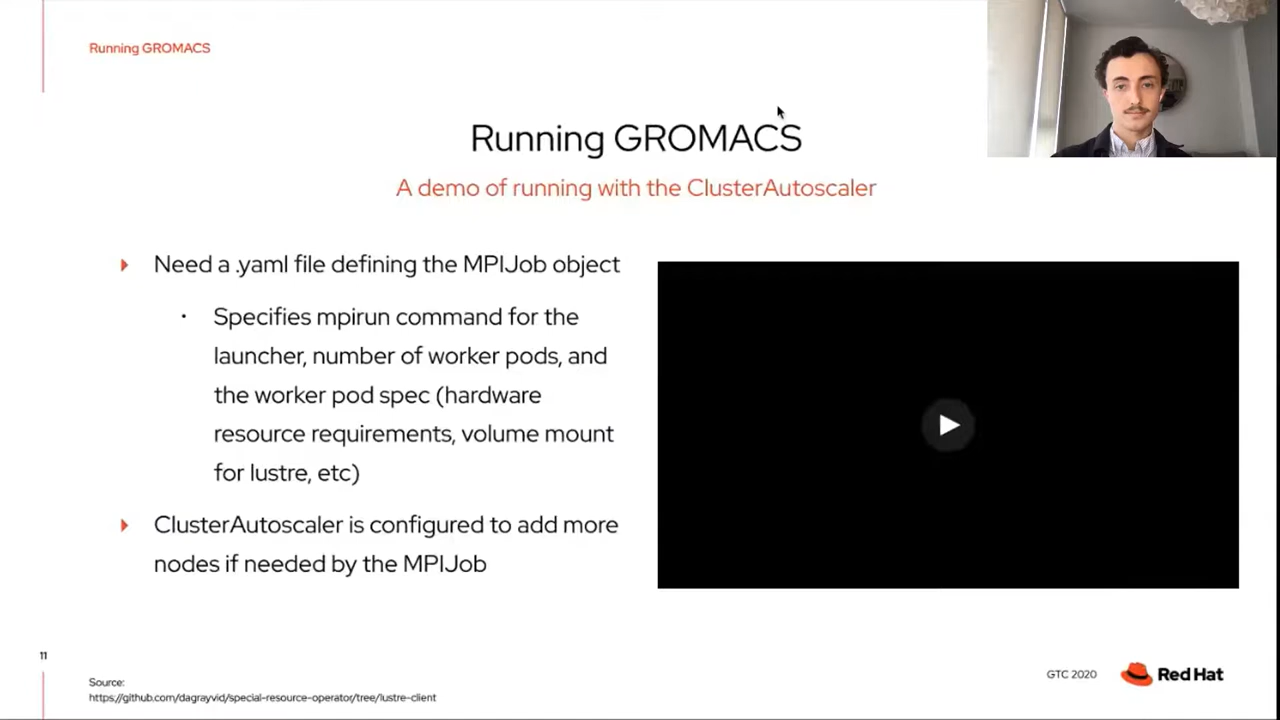 Running GROMACS
Running GROMACS
A demo of running with the ClusterAutoscaler
Need a .yaml file defining the MPIJob object
Specifies mpirun command for the
launcher, number of worker pods, and
the worker pod spec (hardware
resource requirements, volume mount
for lustre, etc)
ClusterAutoscaler is configured to add more
nodes if needed by the MPIJob
11
Source:
https://github.com/dagrayvid/special-resource-operator/tree/lustre-client
GTC 2020
Red Hat